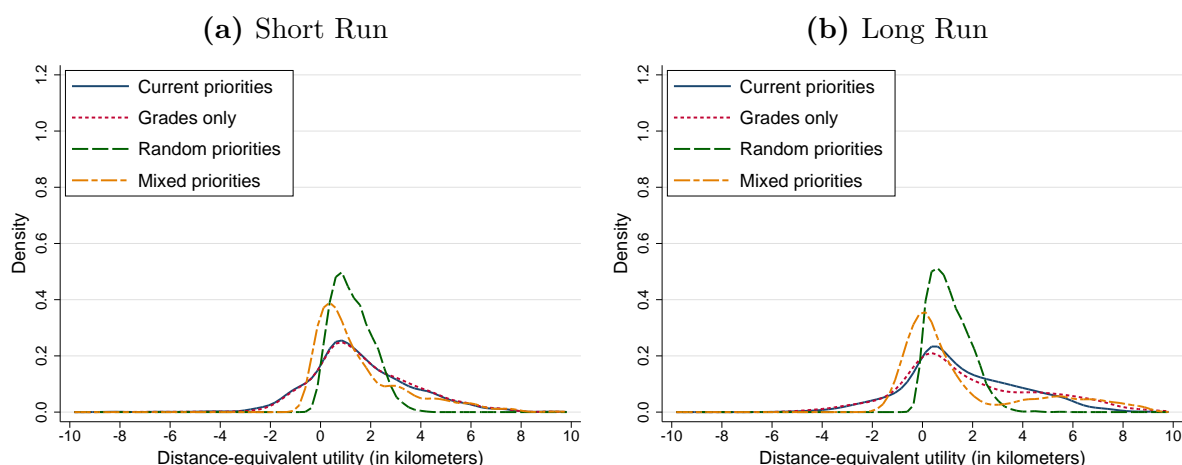 (a) Short Run
Current priorities
Grades only
Random priorities
Mixed priorities
Density
0.0 0.2 0.4 0.6 0.8 1.0 1.2
-10 -8 -6 -4 -2 0 2 4 6 8 10
Distance-equivalent utility (in kilometers)
(b) Long Run
Current priorities
Grades only
Random priorities
Mixed priorities
Density
0.0 0.2 0.4 0.6 0.8 1.0 1.2
-10 -8 -6 -4 -2 0 2 4 6 8 10
Distance-equivalent utility (in kilometers)